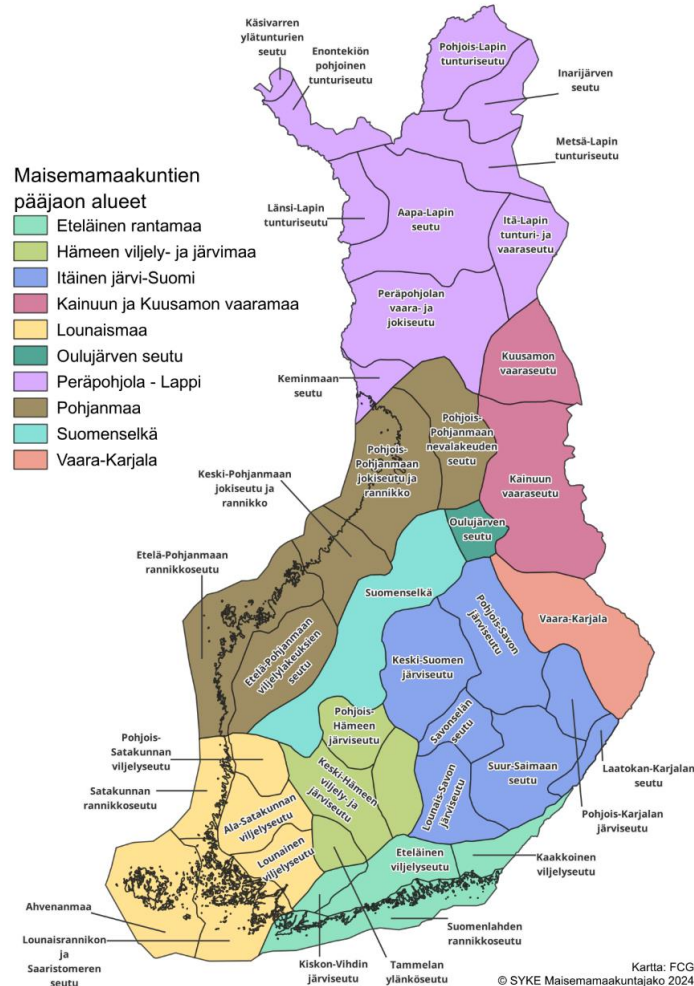 Käsivarren
ylätunturien
seutu
Enontekiön
pohjoinen
tunturiseutu
Pohjois-Lapin
tunturiseutu
Inarijärven
seutu
Metsä-Lapin
tunturiseutu
Maisemamaakuntien
pääjaon alueet
Eteläinen rantamaa
Hämeen viljely- ja järvimaa
Itäinen järvi-Suomi
Kainuun ja Kuusamon vaaramaa
Lounaismaa
Oulujärven seutu
Peräpohjola - Lappi
Pohjanmaa
Suomenselkä
Vaara-Karjala
Länsi-Lapin
tunturiseutu
Aapa-Lapin
seutu
Itä-Lapin
tunturi- ja
vaaraseutu
Peräpohjolan
vaara- ja
jokiseutu
Keminmaan
seutu
Kuusamon
vaaraseutu
Pohjois-
Pohjanmaan
nevalakeuden
seutu
Pohjois-
Pohjanmaan
jokiseutu ja
rannikko
Keski-Pohjanmaan
jokiseutu ja
rannikko
Kainuun
vaaraseutu
Oulujärven
seutu
Etelä-Pohjanmaan
rannikkoseutu
Suomenselkä
Pohjois-Savon
järviseutu
Vaara-Karjala
Etelä-Pohjanmaan
viljelylakeuksien
seutu
Keski-Suomen
järviseutu
Pohjois-
Hämeen
järviseutu
Savonselän
seutu
Pohjois-
Satakunnan
viljelyseutu
Suur-Saimaan
seutu
Laatokan-Karjalan
seutu
Satakunnan
rannikkoseutu
Keski-Hämeen
viljely- ja
järviseutu
Lounais-Savon
järviseutu
Pohjois-Karjalan
järviseutu
Ala-Satakunnan
viljelyseutu
Lounainen
viljelyseutu
Eteläinen
viljelyseutu
Kaakkoinen
viljelyseutu
Ahvenanmaa
Lounaisrannikon
ja
Saaristomeren
seutu
Kiskon-Vihdin
järviseutu
Tammelan
ylänköseutu
Suomenlahden
rannikkoseutu
Kartta: FCG
© SYKE Maisemamaakuntajako 2024